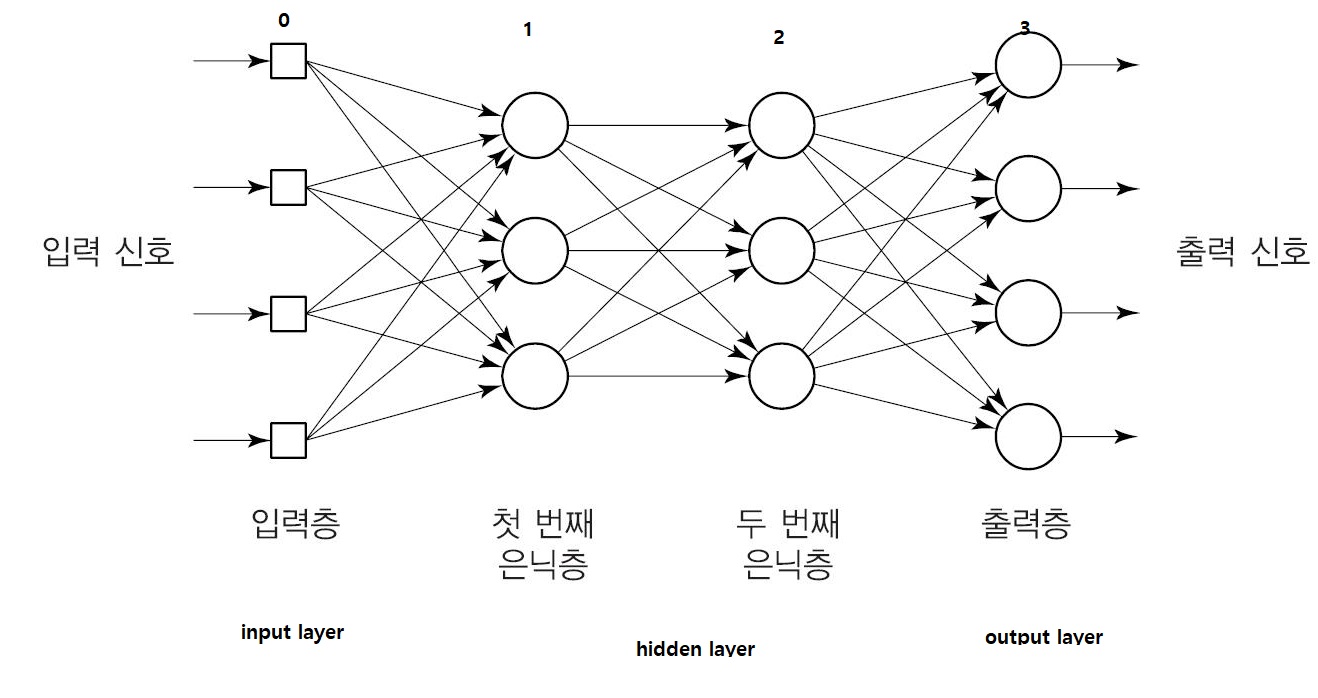 0
1
2
3
입력 신호
출력 신호
입력층
첫 번째
은닉층
두 번째
은닉층
출력층
input layer
hidden layer
output layer